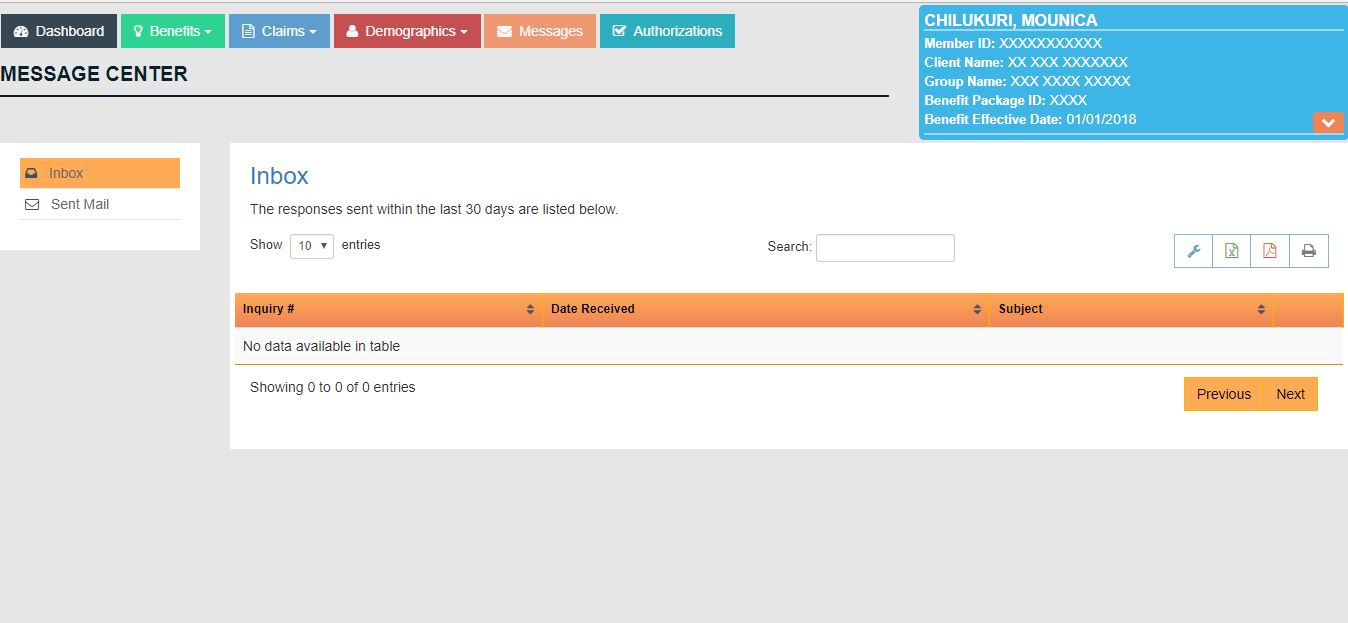 Dashboard Benefits Claims Demographics Messages Authorizations
CHILUKURI, MOUNICA
Member ID: XXXXXXXXXXX
Client Name: XX XXX XXXXXXX
Group Name: XXX XXXX XXXXX
Benefit Package ID: XXXX
Benefit Effective Date: 01/01/2018
MESSAGE CENTER
Inbox
Sent Mail
Inbox
The responses sent within the last 30 days are listed below.
Show 10 entries Search:
Inquiry # Date Received Subject
No data available in table
Showing 0 to 0 of 0 entries
Previous Next